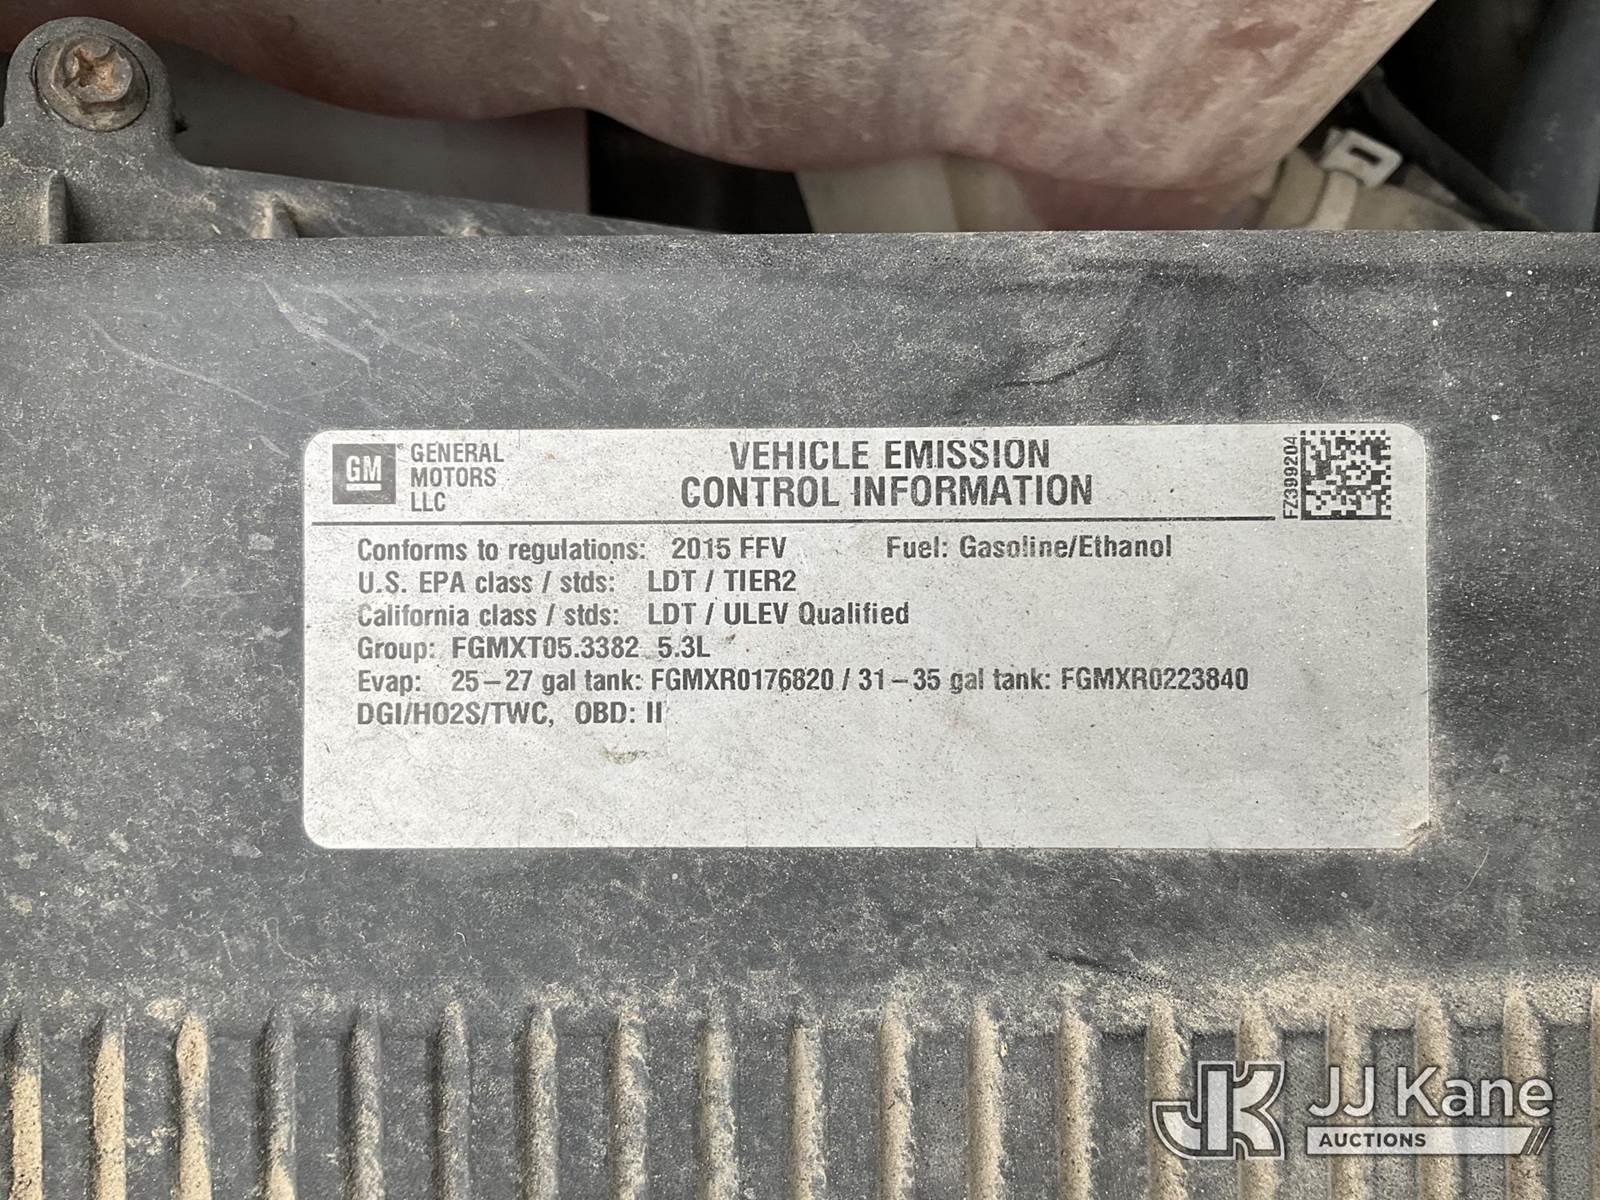 GM
GENERAL
MOTORS
LLC
VEHICLE EMISSION
CONTROL INFORMATION
FZ399204
Conforms to regulations: 2015 FFV Fuel: Gasoline/Ethanol
U.S. EPA class / stds: LDT / TIER2
California class / stds: LDT / ULEV Qualified
Group: FGMXT05.3382 5.3L
Evap: 25–27 gal tank: FGMXR0176820 / 31–35 gal tank: FGMXR0223840
DGI/HO2S/TWC, OBD: II
JK
JJ Kane
AUCTIONS